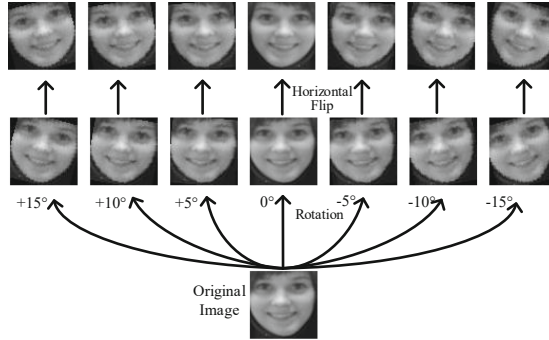 Horizontal
Flip
+15° +10° +5° 0° -5° -10° -15°
Rotation
Original
Image